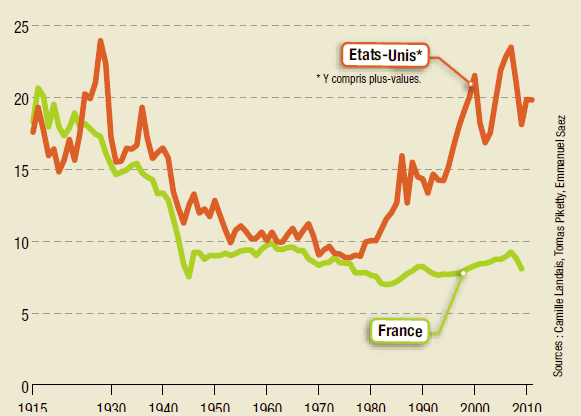 25
Etats-Unis*
* Y compris plus-values.
20
15
10
5
France
0
1915 1930 1940 1950 1960 1970 1980 1990 2000 2010
Sources : Camille Landais, Tomas Piketty, Emmanuel Saez